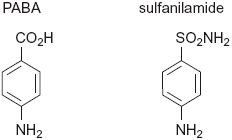 PABA sulfanilamide
CO₂H SO₂NH₂
NH₂ NH₂